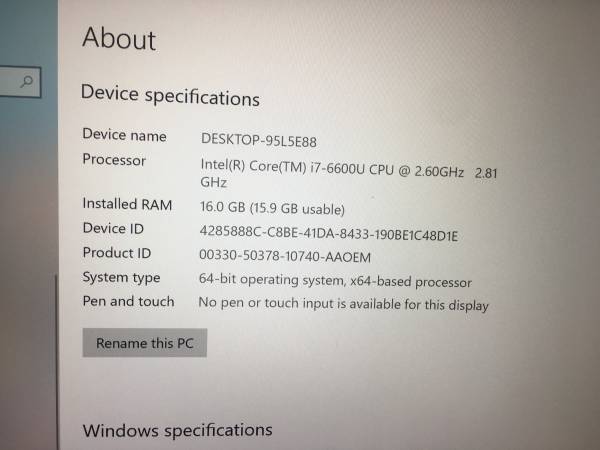 About
Device specifications
Device name DESKTOP-95L5E88
Processor Intel(R) Core(TM) i7-6600U CPU @ 2.60GHz 2.81
GHz
Installed RAM 16.0 GB (15.9 GB usable)
Device ID 4285888C-C8BE-41DA-8433-190BE1C48D1E
Product ID 00330-50378-10740-AAOEM
System type 64-bit operating system, x64-based processor
Pen and touch No pen or touch input is available for this display
Rename this PC
Windows specifications